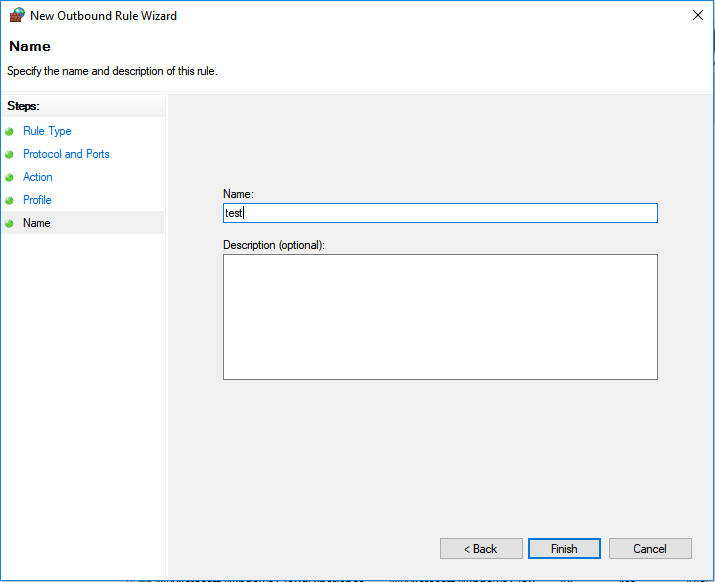 New Outbound Rule Wizard
Name
Specify the name and description of this rule.
Steps:
Rule Type
Protocol and Ports
Action
Profile
Name
Name:
test
Description (optional):
< Back
Finish
Cancel